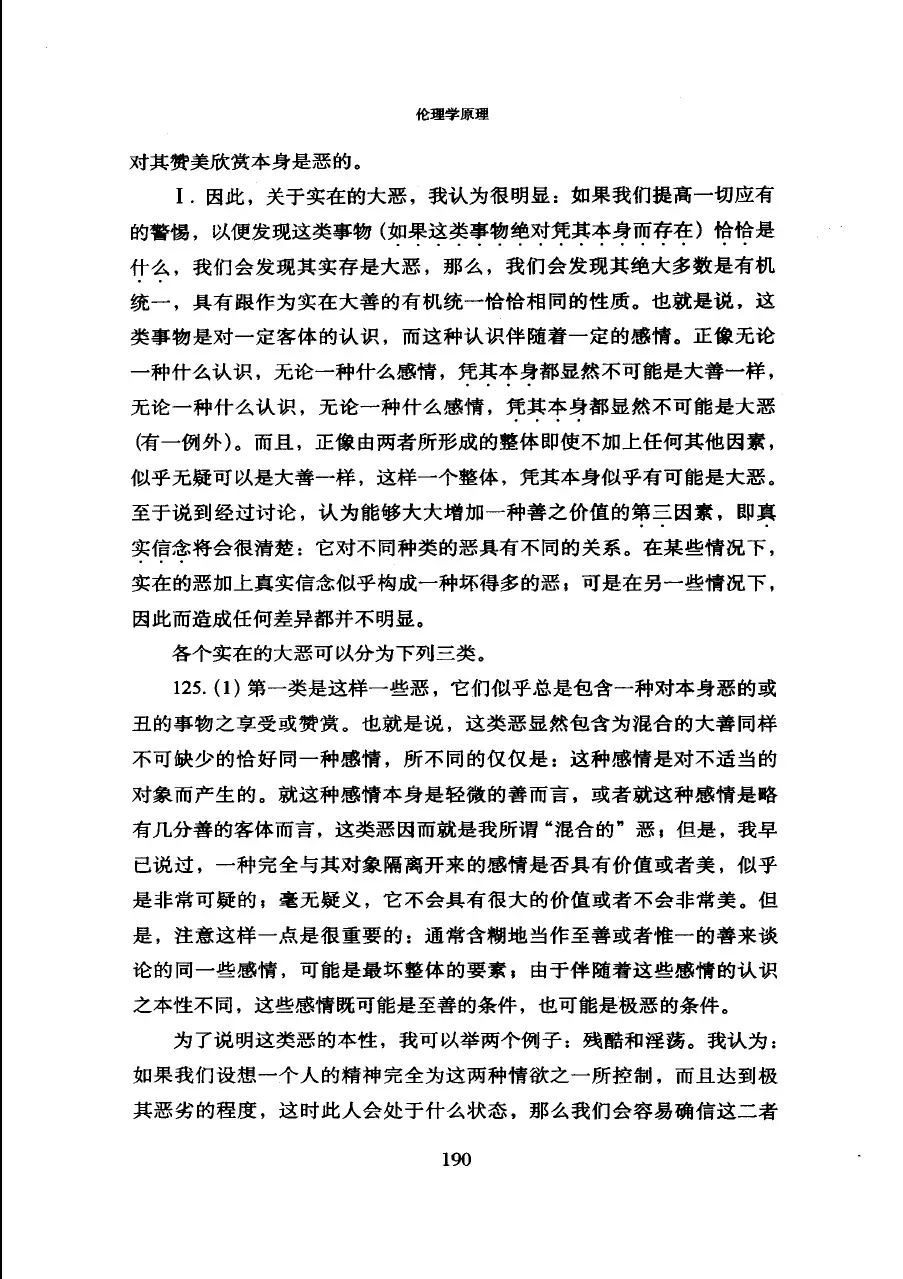 伦理学原理
对其赞美欣赏本身是恶的。
Ⅰ. 因此，关于实在的大恶，我认为很明显：如果我们提高一切应有
的警惕，以便发现这类事物（如果这类事物绝对凭其本身而存在）恰恰是
什么，我们会发现其实存是大恶，那么，我们会发现其绝大多数是有机
统一，具有跟作为实在大善的有机统一恰恰相同的性质。也就是说，这
类事物是对一定客体的认识，而这种认识伴随着一定的感情。正像无论
一种什么认识，无论一种什么感情，凭其本身都显然不可能是大善一样，
无论一种什么认识，无论一种什么感情，凭其本身都显然不可能是大恶
（有一例外）。而且，正像由两者所形成的整体即使不加上任何其他因素，
似乎无疑可以是大善一样，这样一个整体，凭其本身似乎有可能是大恶。
至于说到经过讨论，认为能够大大增加一种善之价值的第三因素，即真
实信念将会很清楚：它对不同种类的恶具有不同的关系。在某些情况下，
实在的恶加上真实信念似乎构成一种坏得多的恶；可是在另一些情况下，
因此而造成任何差异都并不明显。
各个实在的大恶可以分为下列三类。
125. (1) 第一类是这样一些恶，它们似乎总是包含一种对本身恶的或
丑的事物之享受或赞赏。也就是说，这类恶显然包含为混合的大善同样
不可缺少的恰好同一种感情，所不同的仅仅是：这种感情是对不适当的
对象而产生的。就这种感情本身是轻微的善而言，或者就这种感情是略
有几分善的客体而言，这类恶因而就是我所谓“混合的”恶；但是，我早
已说过，一种完全与其对象隔离开来的感情是否具有价值或者美，似乎
是非常可疑的；毫无疑义，它不会具有很大的价值或者不会非常美。但
是，注意这样一点是很重要的：通常含糊地当作至善或者惟一的善来谈
论的同一些感情，可能是最坏整体的要素；由于伴随着这些感情的认识
之本性不同，这些感情既可能是至善的条件，也可能是极恶的条件。
为了说明这类恶的本性，我可以举两个例子：残酷和淫荡。我认为：
如果我们设想一个人的精神完全为这两种情欲之一所控制，而且达到极
其恶劣的程度，这时此人会处于什么状态，那么我们会容易确信这二者
190